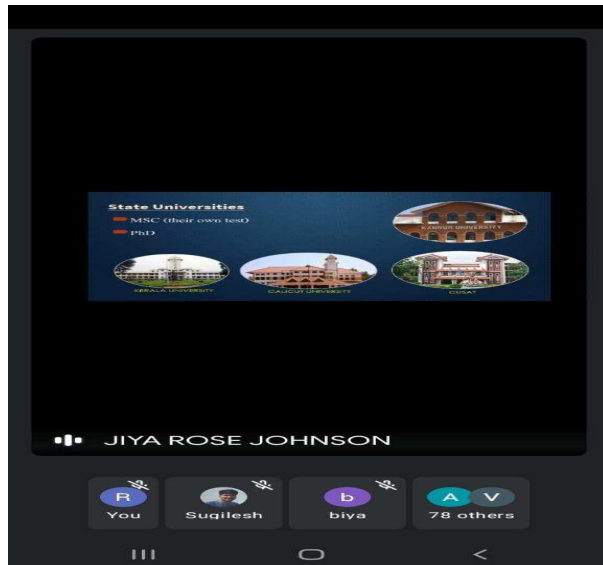 State Universities
MSC (their own test)
PhD
KANNUR UNIVERSITY
KERALA UNIVERSITY
CALICUT UNIVERSITY
CUSAT
JIYA ROSE JOHNSON
R
b
A V
You
Sugilesh
biya
78 others